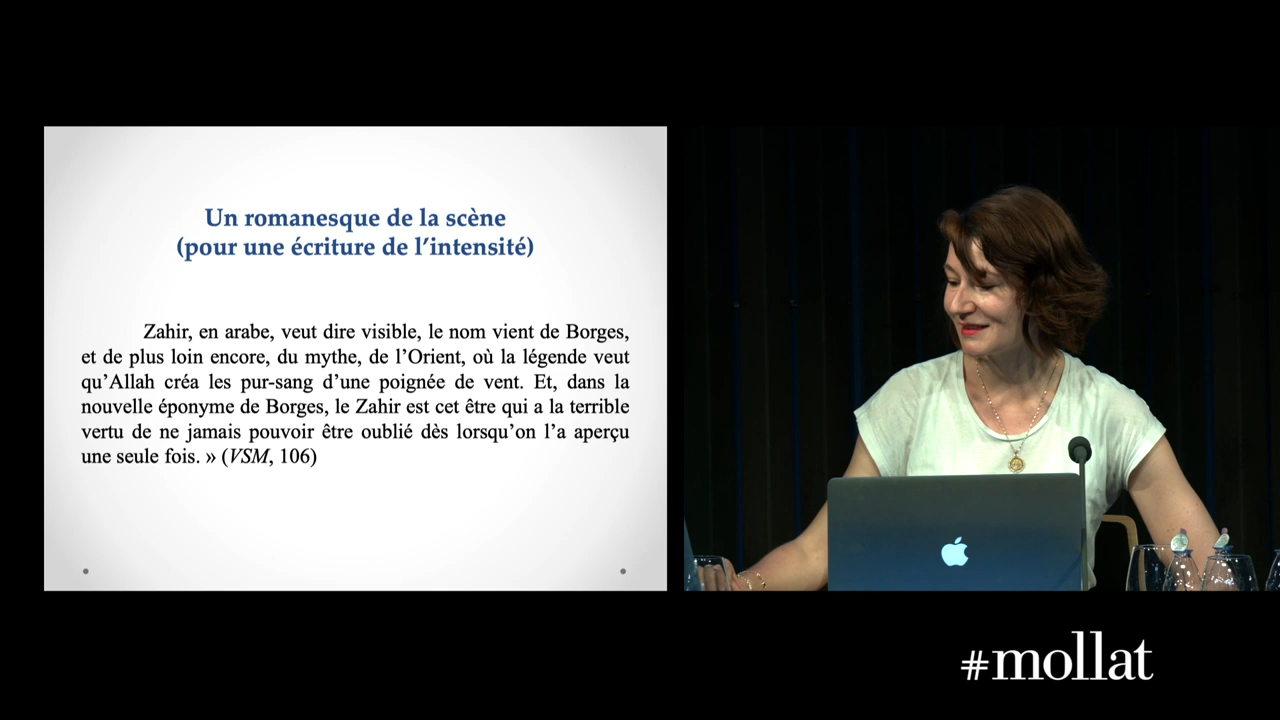 Un romanesque de la scène
(pour une écriture de l’intensité)
Zahir, en arabe, veut dire visible, le nom vient de Borges,
et de plus loin encore, du mythe, de l’Orient, où la légende veut
qu’Allah créa les pur-sang d’une poignée de vent. Et, dans la
nouvelle éponyme de Borges, le Zahir est cet être qui a la terrible
vertu de ne jamais pouvoir être oublié dès lorsqu’on l’a aperçu
une seule fois. » (VSM, 106)
#mollat